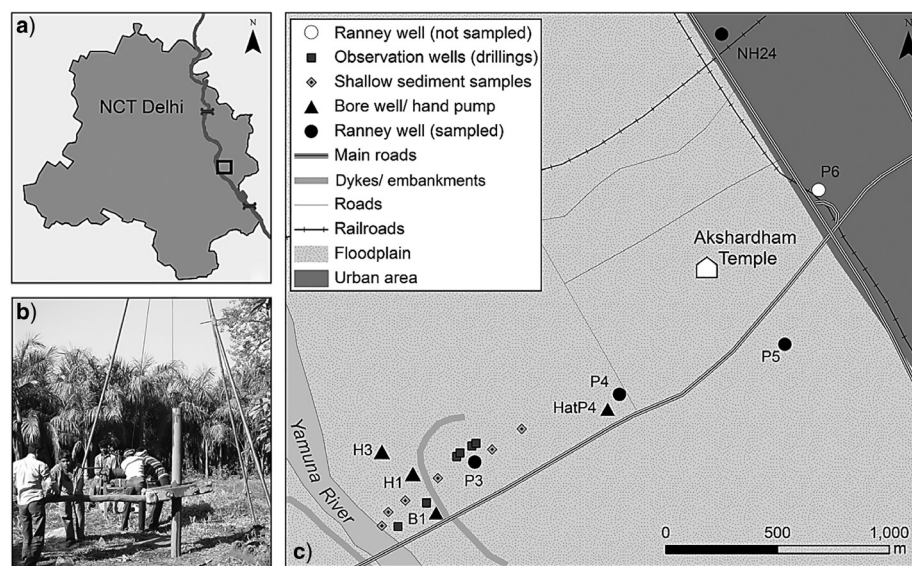 a)
N
NCT Delhi
b)
Ranney well (not sampled)
Observation wells (drillings)
Shallow sediment samples
Bore well/ hand pump
Ranney well (sampled)
Main roads
Dykes/ embankments
Roads
Railroads
Floodplain
Urban area
N
NH24
P6
Akshardham
Temple
P5
P4
HatP4
H3
P3
H1
B1
Yamuna River
c)
0 500 1,000
m